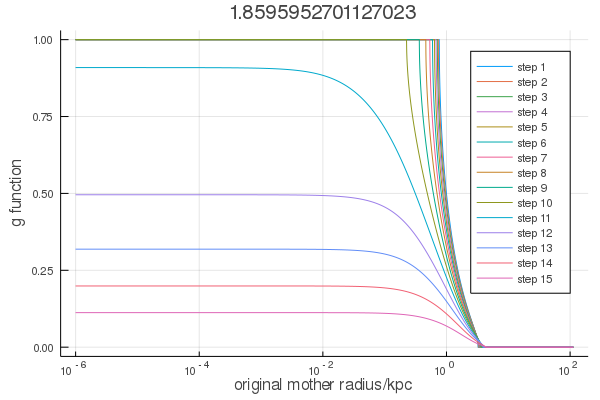 1.8595952701127023
g function
1.00
0.75
0.50
0.25
0.00
step 1
step 2
step 3
step 4
step 5
step 6
step 7
step 8
step 9
step 10
step 11
step 12
step 13
step 14
step 15
10^-6 10^-4 10^-2 10^0 10^2
original mother radius/kpc